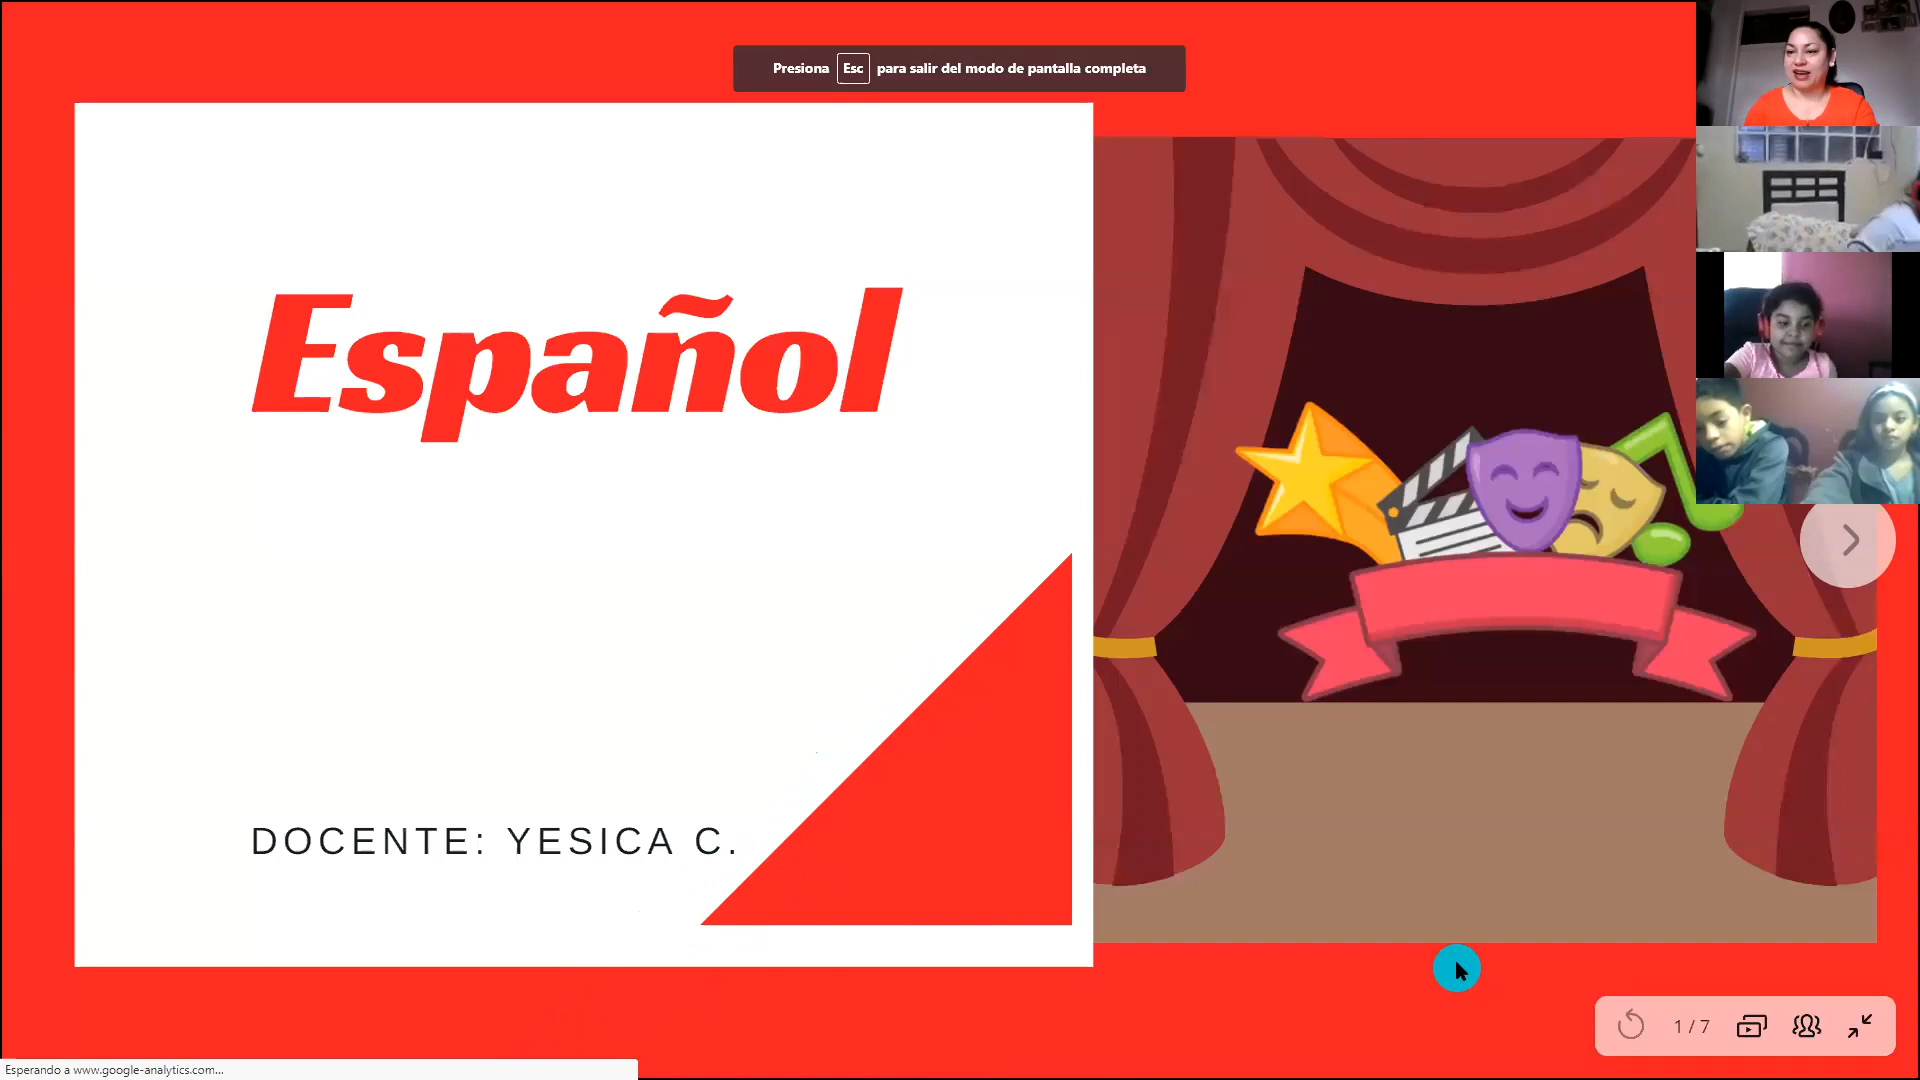 Presiona Esc para salir del modo de pantalla completa
Español
DOCENTE: YESICA C.
1 / 7
Esperando a www.google-analytics.com...